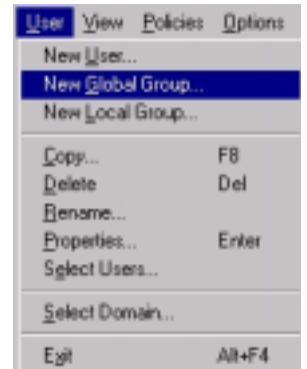 User View Policies Options
New User...
New Global Group...
New Local Group...
Copy... F8
Delete Del
Rename...
Properties... Enter
Select Users...
Select Domain...
Exit Alt+F4